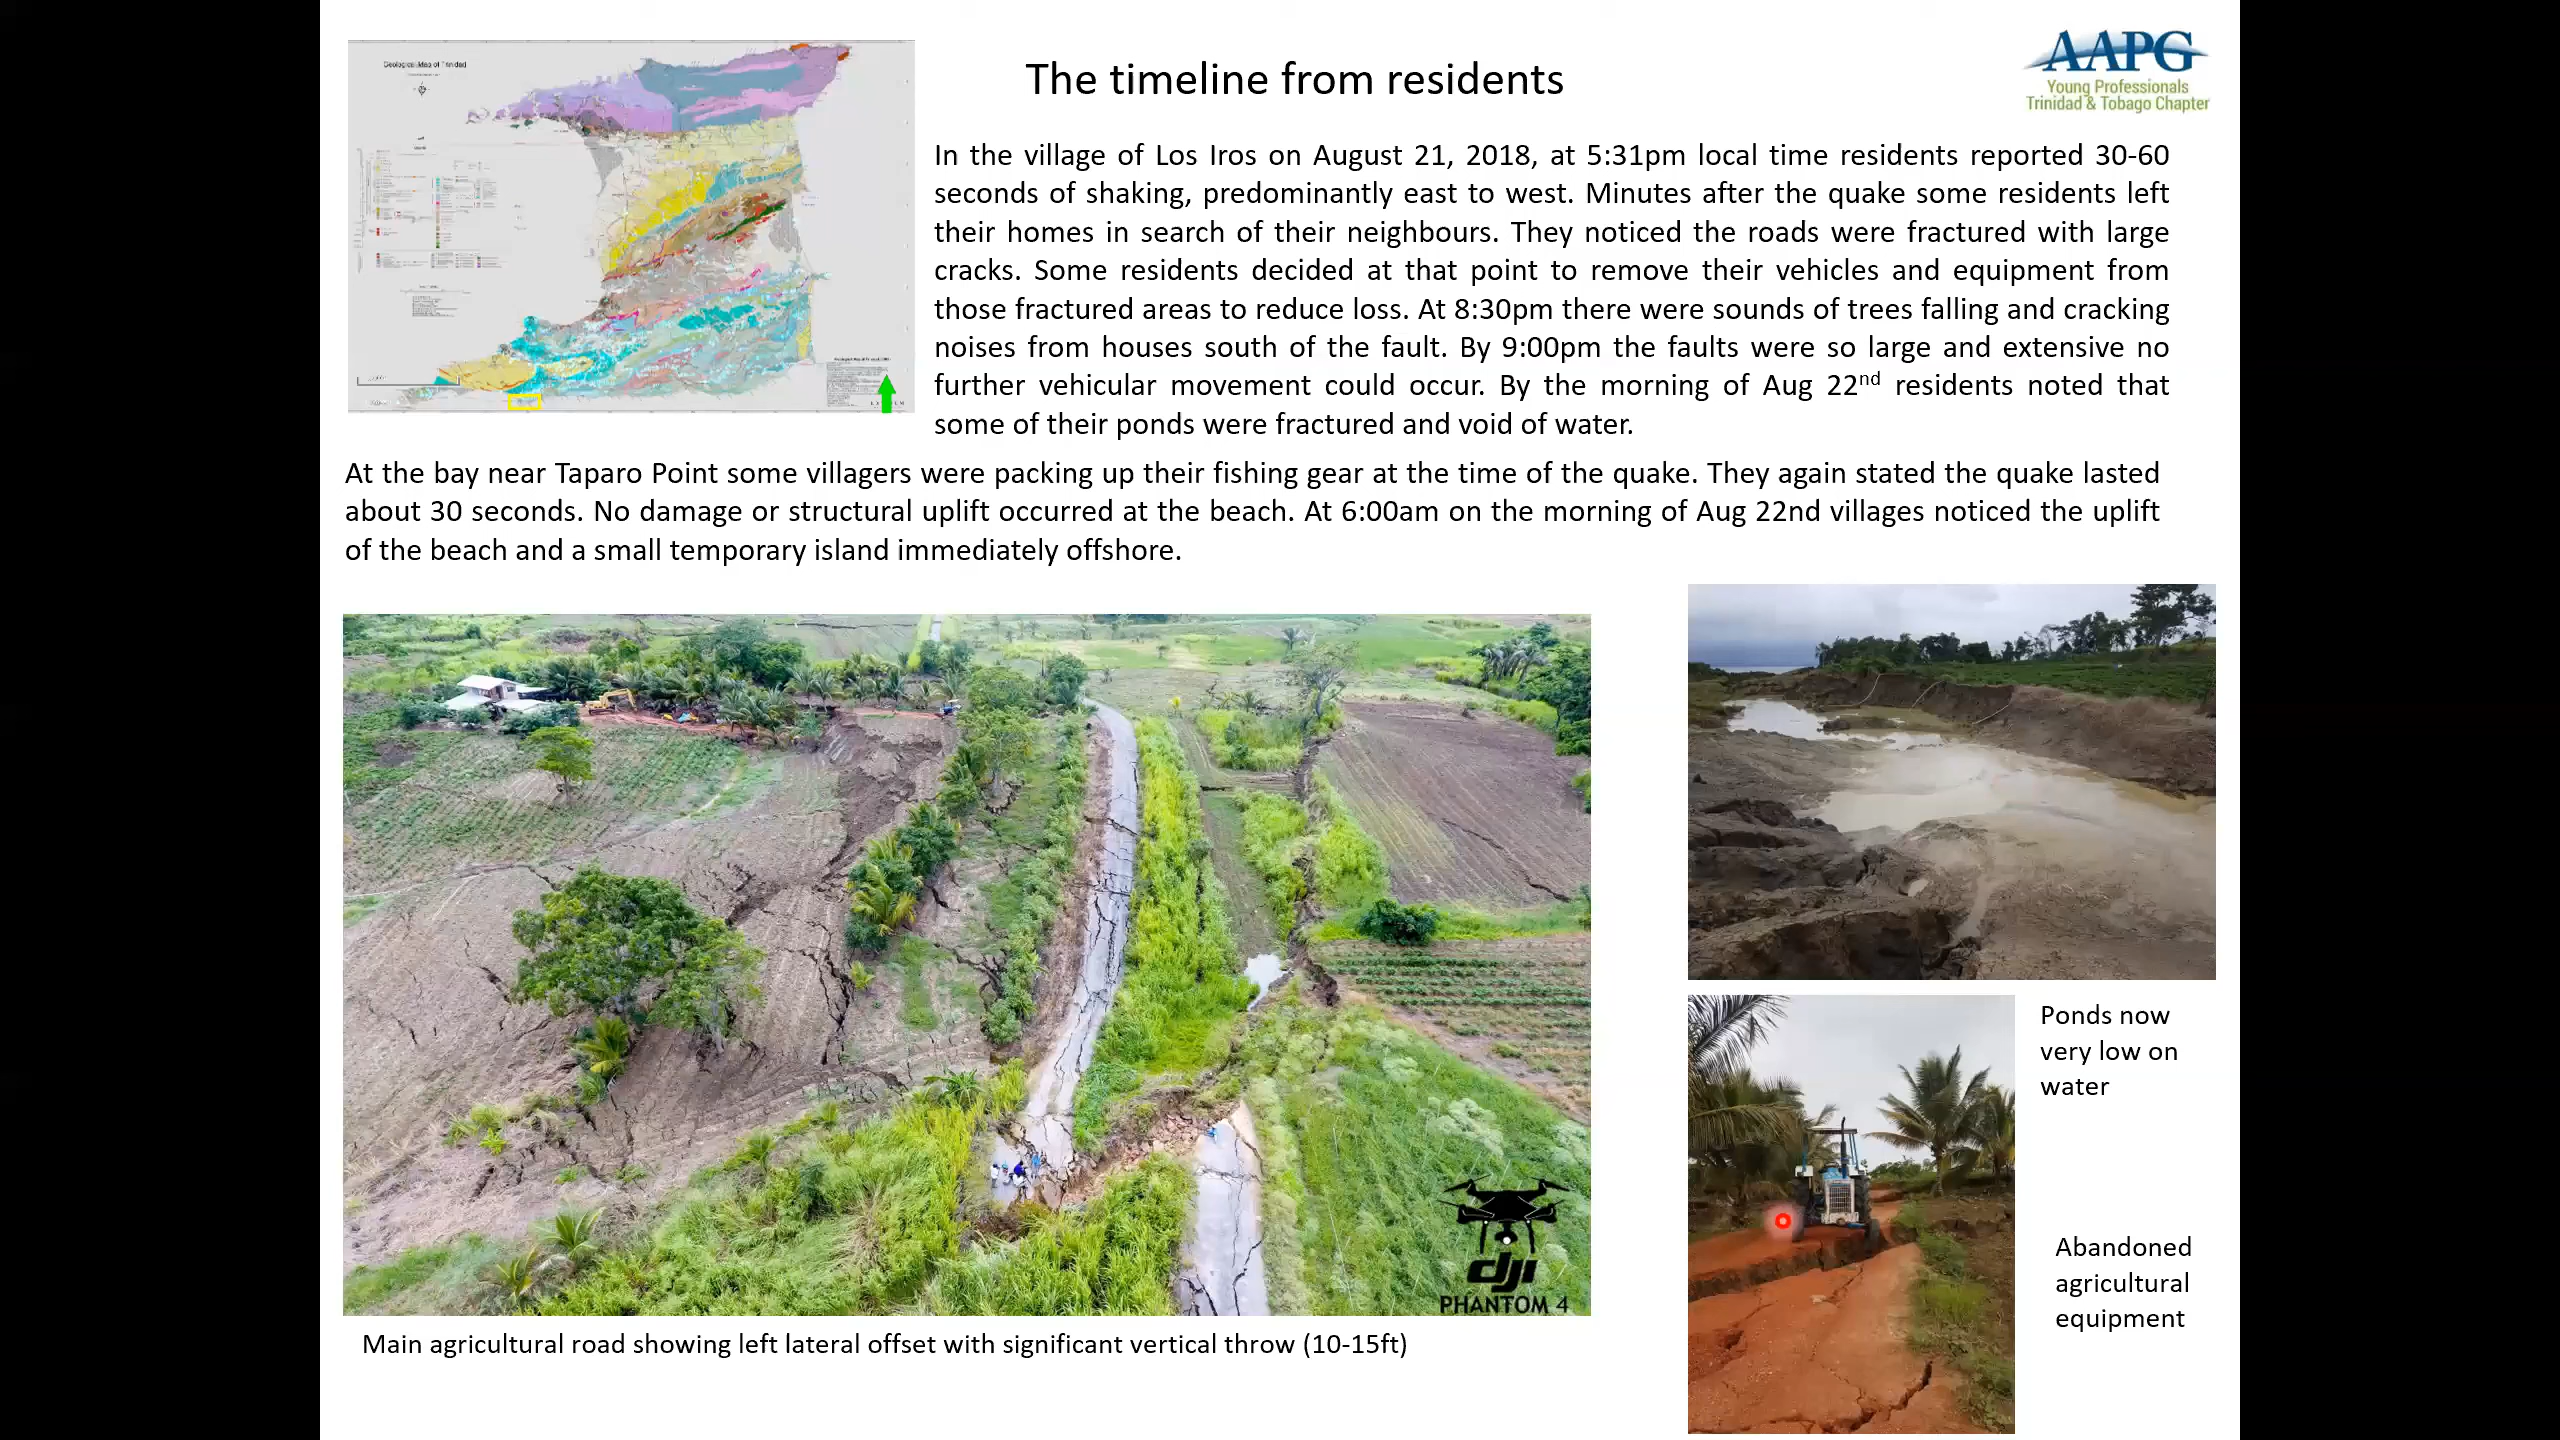 Geological Map of Trinidad
The timeline from residents
AAPG
Young Professionals
Trinidad & Tobago Chapter
In the village of Los Iros on August 21, 2018, at 5:31pm local time residents reported 30-60
seconds of shaking, predominantly east to west. Minutes after the quake some residents left
their homes in search of their neighbours. They noticed the roads were fractured with large
cracks. Some residents decided at that point to remove their vehicles and equipment from
those fractured areas to reduce loss. At 8:30pm there were sounds of trees falling and cracking
noises from houses south of the fault. By 9:00pm the faults were so large and extensive no
further vehicular movement could occur. By the morning of Aug 22nd residents noted that
some of their ponds were fractured and void of water.
At the bay near Taparo Point some villagers were packing up their fishing gear at the time of the quake. They again stated the quake lasted
about 30 seconds. No damage or structural uplift occurred at the beach. At 6:00am on the morning of Aug 22nd villages noticed the uplift
of the beach and a small temporary island immediately offshore.
dji
PHANTOM 4
Main agricultural road showing left lateral offset with significant vertical throw (10-15ft)
Ponds now
very low on
water
Abandoned
agricultural
equipment